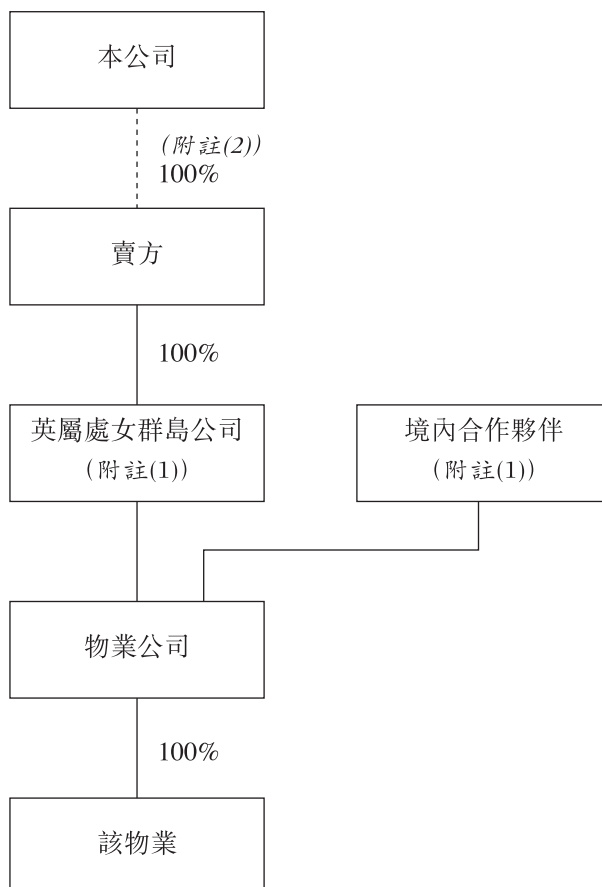 本公司
(附註(2))
100%
賣方
100%
英屬處女群島公司
(附註(1))
境內合作夥伴
(附註(1))
物業公司
100%
該物業